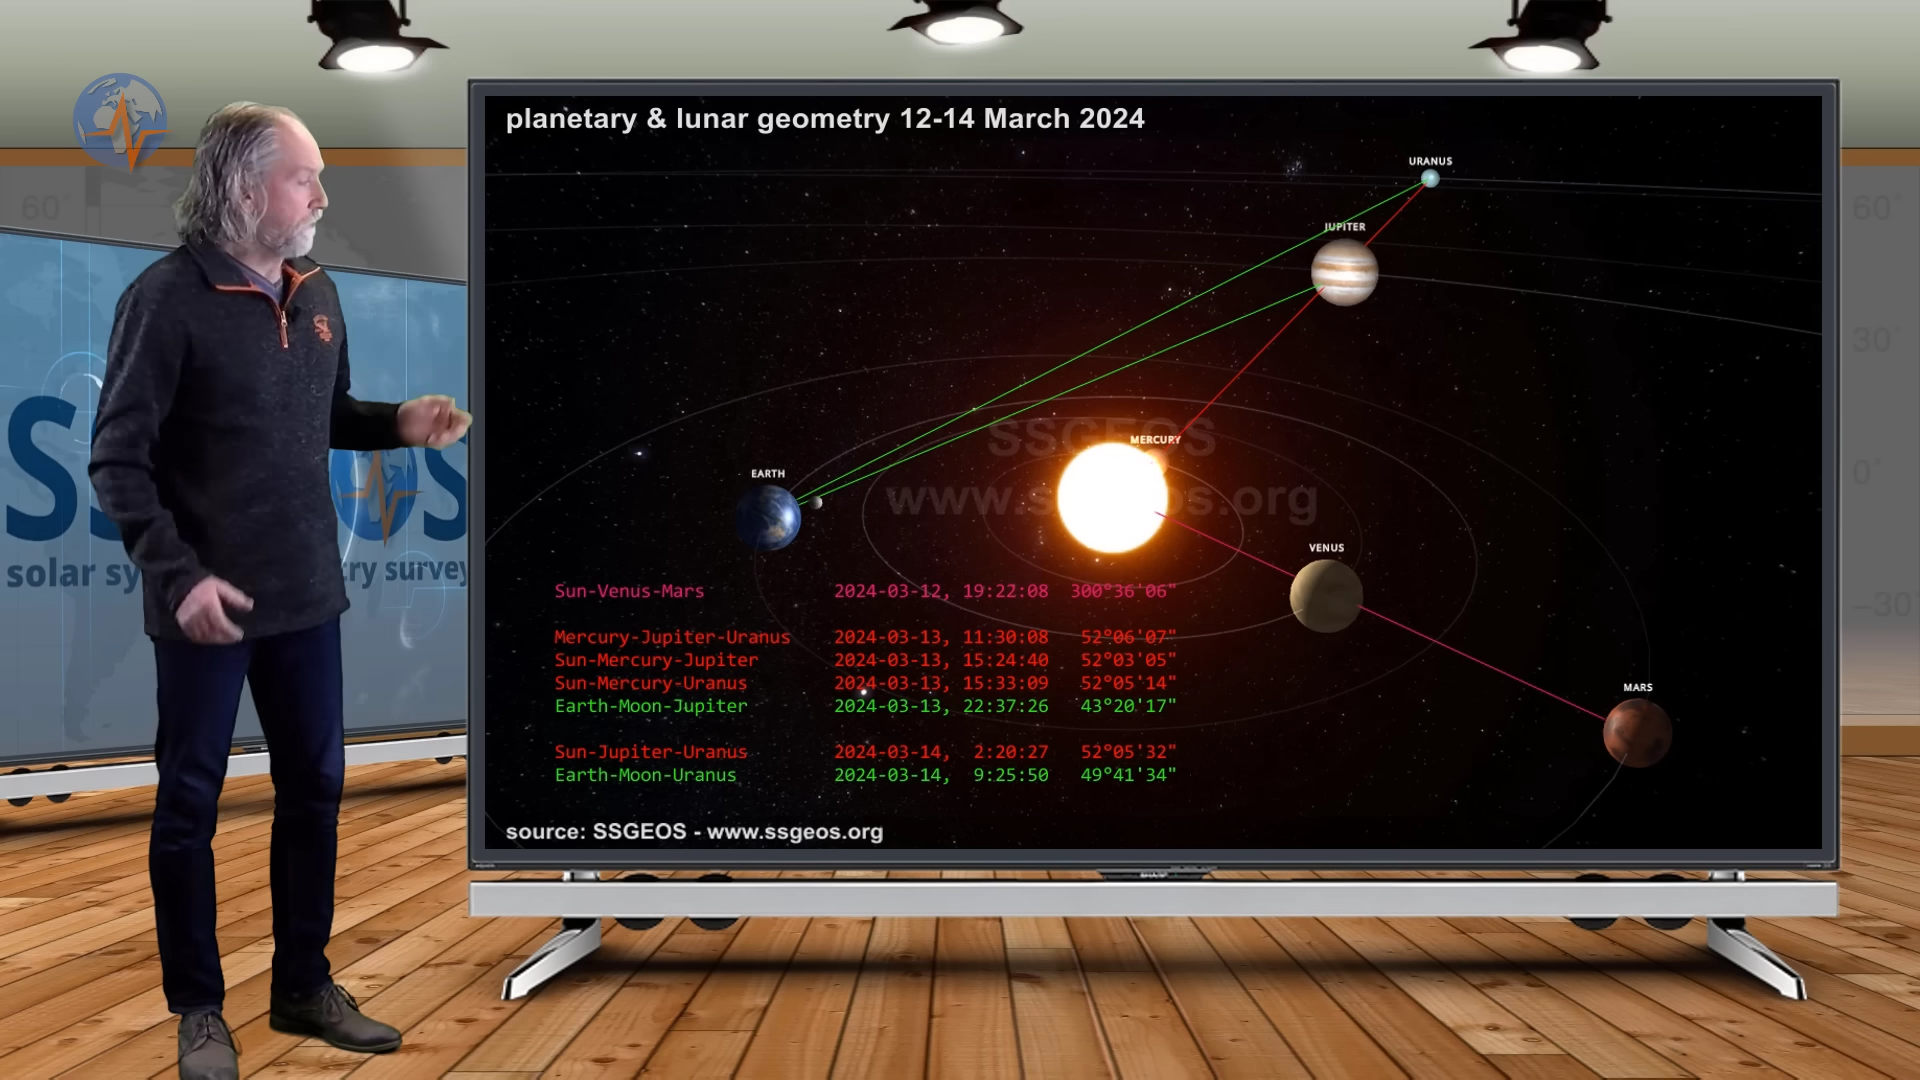 planetary & lunar geometry 12-14 March 2024
URANUS
JUPITER
MERCURY
SSGEOS
www.ssgeos.org
EARTH
VENUS
MARS
Sun-Venus-Mars 2024-03-12, 19:22:08 300°36'06"
Mercury-Jupiter-Uranus 2024-03-13, 11:30:08 52°06'07"
Sun-Mercury-Jupiter 2024-03-13, 15:24:40 52°03'05"
Sun-Mercury-Uranus 2024-03-13, 15:33:09 52°05'14"
Earth-Moon-Jupiter 2024-03-13, 22:37:26 43°20'17"
Sun-Jupiter-Uranus 2024-03-14, 2:20:27 52°05'32"
Earth-Moon-Uranus 2024-03-14, 9:25:50 49°41'34"
source: SSGEOS - www.ssgeos.org
solar
survey
60°
60°
30°
0°
-30°